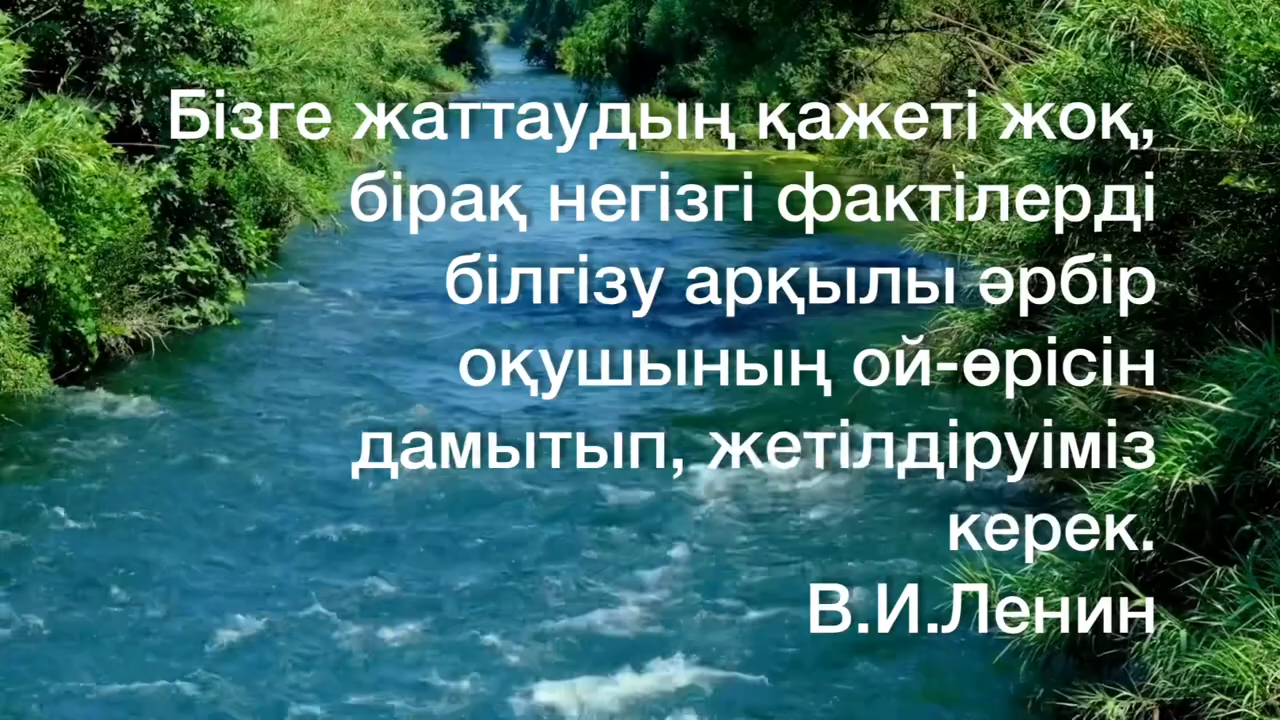 Бізге жаттаудың қажеті жоқ,
бірақ негізгі фактілерді
білгізу арқылы әрбір
оқушының ой-өрісін
дамытып, жетілдіруіміз
керек.
В.И.Ленин